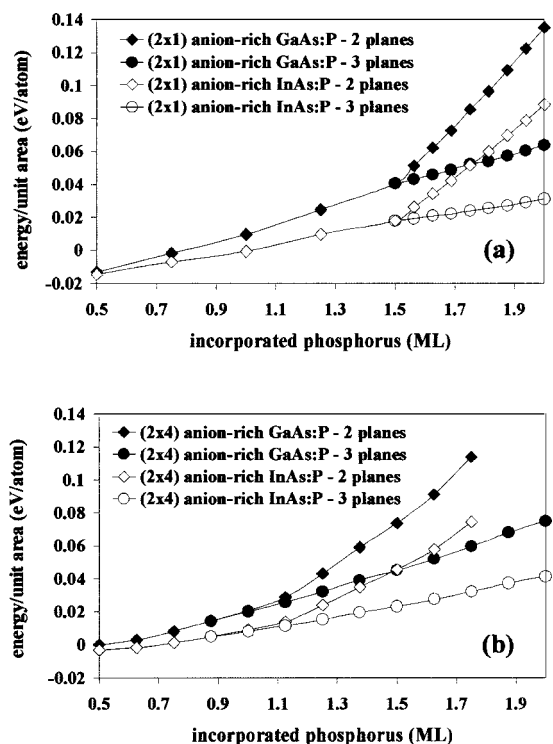 0.14
0.12
0.1
0.08
0.06
0.04
0.02
0
-0.02
energy/unit area (eV/atom)
(2x1) anion-rich GaAs:P - 2 planes
(2x1) anion-rich GaAs:P - 3 planes
(2x1) anion-rich InAs:P - 2 planes
(2x1) anion-rich InAs:P - 3 planes
(a)
0.5 0.7 0.9 1.1 1.3 1.5 1.7 1.9
incorporated phosphorus (ML)
0.14
0.12
0.1
0.08
0.06
0.04
0.02
0
-0.02
energy/unit area (eV/atom)
(2x4) anion-rich GaAs:P - 2 planes
(2x4) anion-rich GaAs:P - 3 planes
(2x4) anion-rich InAs:P - 2 planes
(2x4) anion-rich InAs:P - 3 planes
(b)
0.5 0.7 0.9 1.1 1.3 1.5 1.7 1.9
incorporated phosphorus (ML)